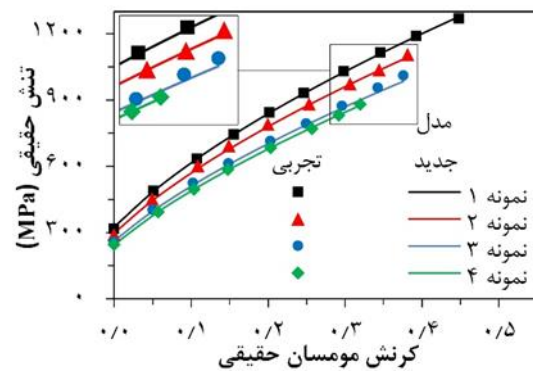 ۱۲۰۰
۹۰۰
۶۰۰
۳۰۰
۰
تنش حقیقی (MPa)
مدل
جدید
تجربی
نمونه ۱
نمونه ۲
نمونه ۳
نمونه ۴
۰/۰ ۰/۱ ۰/۲ ۰/۳ ۰/۴ ۰/۵
کرنش مومسان حقیقی